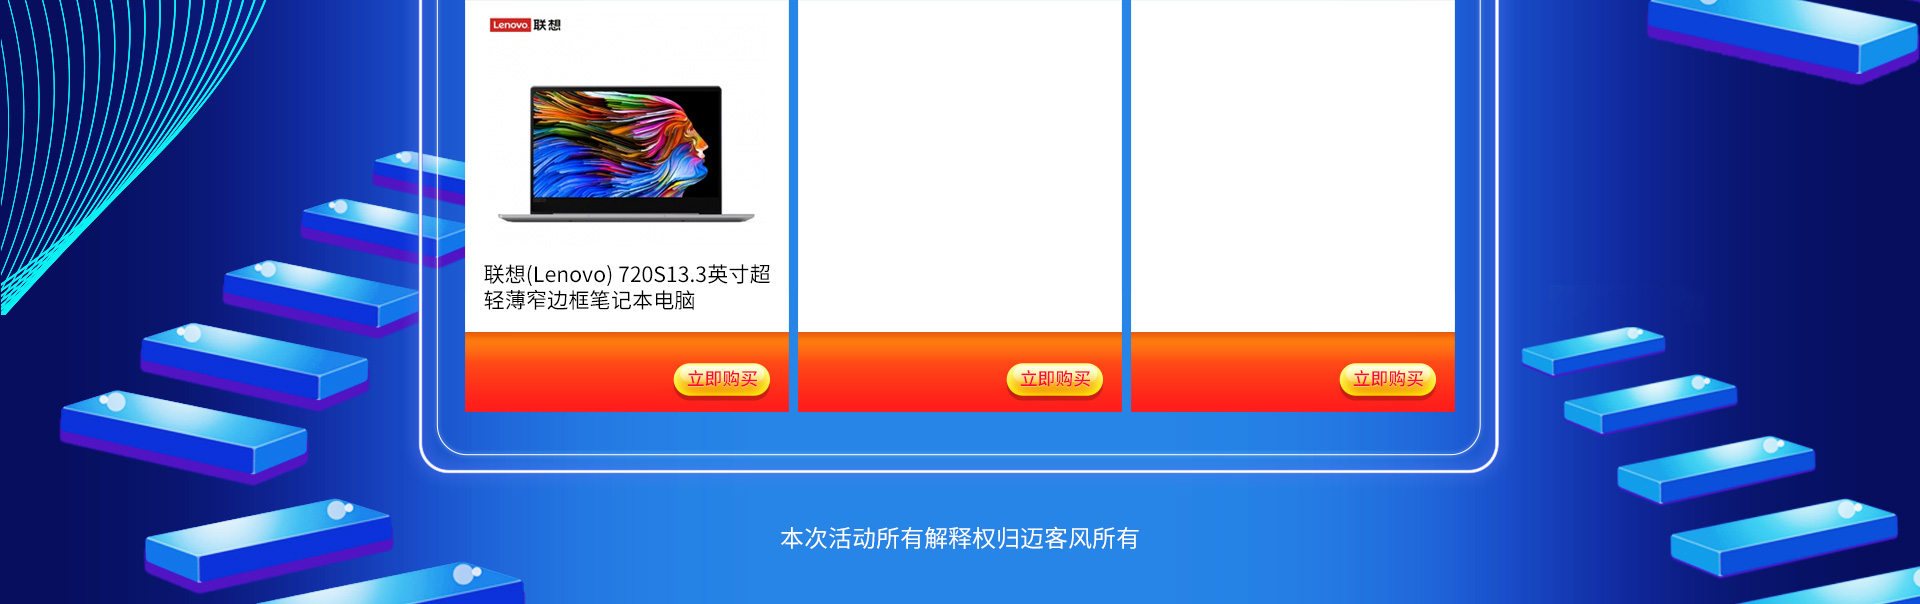 Lenovo. 联想
联想(Lenovo) 720S13.3英寸超
轻薄窄边框笔记本电脑
立即购买
立即购买
立即购买
本次活动所有解释权归迈客风所有